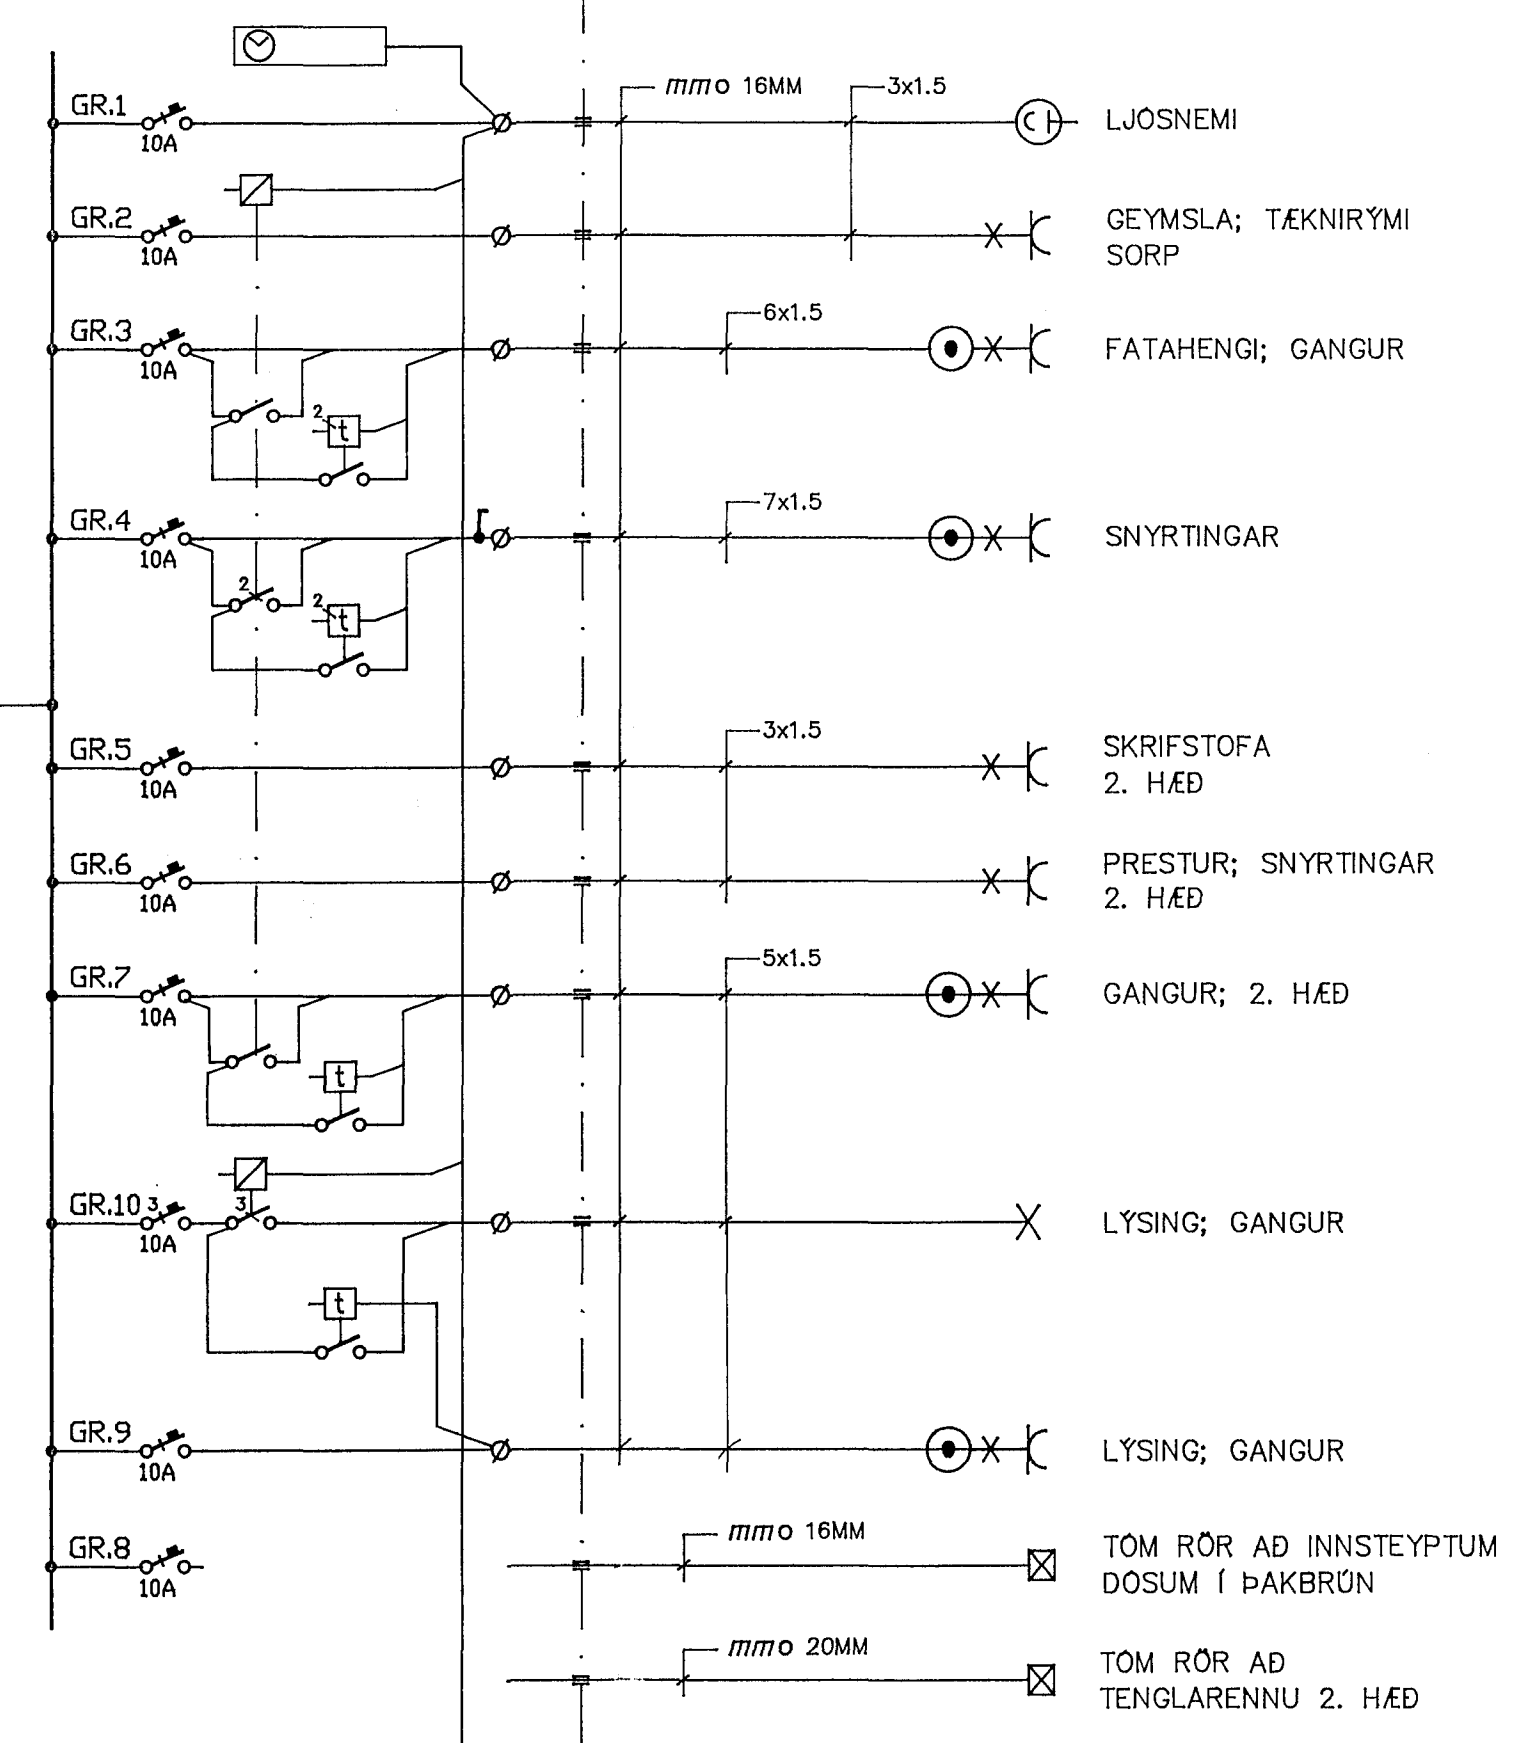 mmo 16MM
3x1.5
GR.1
10A
LJÓSNEMI
GR.2
10A
GEYMSLA; TÆKNIRÝMI
SORP
GR.3
10A
6x1.5
FATAHENGI; GANGUR
2
t
GR.4
10A
7x1.5
SNYRTINGAR
2
2
t
GR.5
10A
3x1.5
SKRIFSTOFA
2. HÆÐ
GR.6
10A
PRESTUR; SNYRTINGAR
2. HÆÐ
GR.7
10A
5x1.5
GANGUR; 2. HÆÐ
t
GR.10 3
3
10A
LÝSING; GANGUR
t
GR.9
10A
LÝSING; GANGUR
GR.8
10A
mmo 16MM
TÓM RÖR AÐ INNSTEYPTUM
DÓSUM Í ÞAKBRÚN
mmo 20MM
TÓM RÖR AÐ
TENGLARENNU 2. HÆÐ